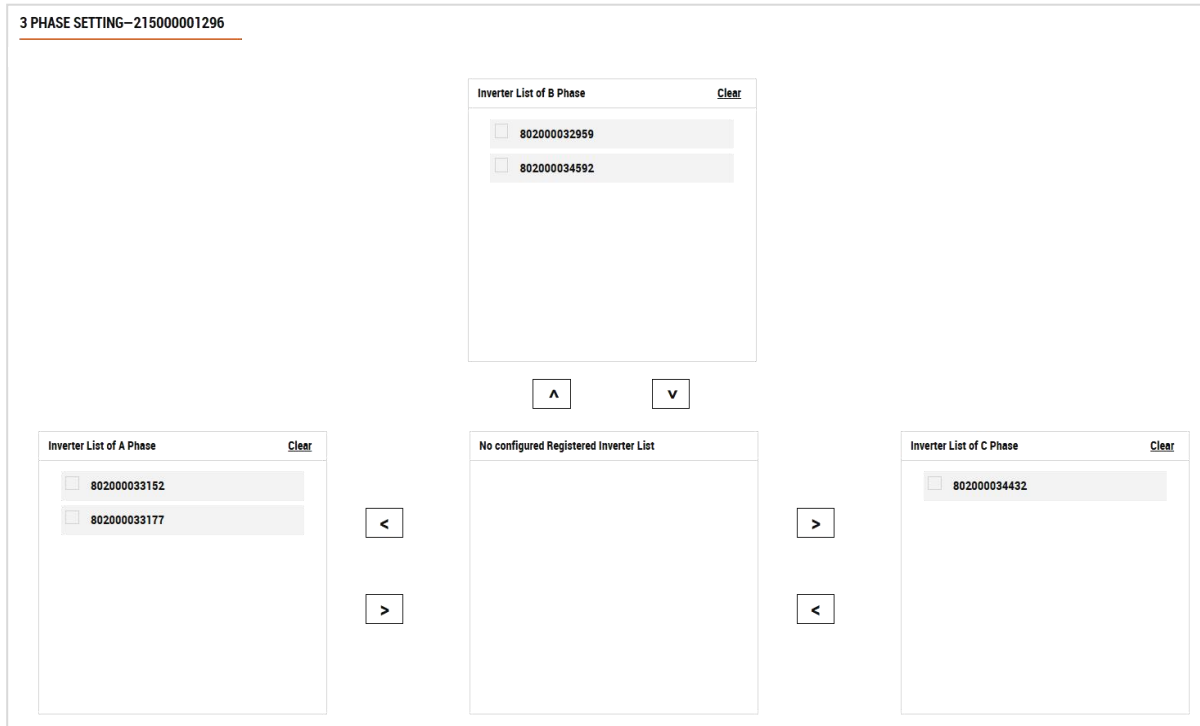 3 PHASE SETTING—215000001296
Inverter List of B Phase Clear
802000032959
802000034592
ʌ v
Inverter List of A Phase Clear
802000033152
802000033177
<
>
No configured Registered Inverter List
>
<
Inverter List of C Phase Clear
802000034432